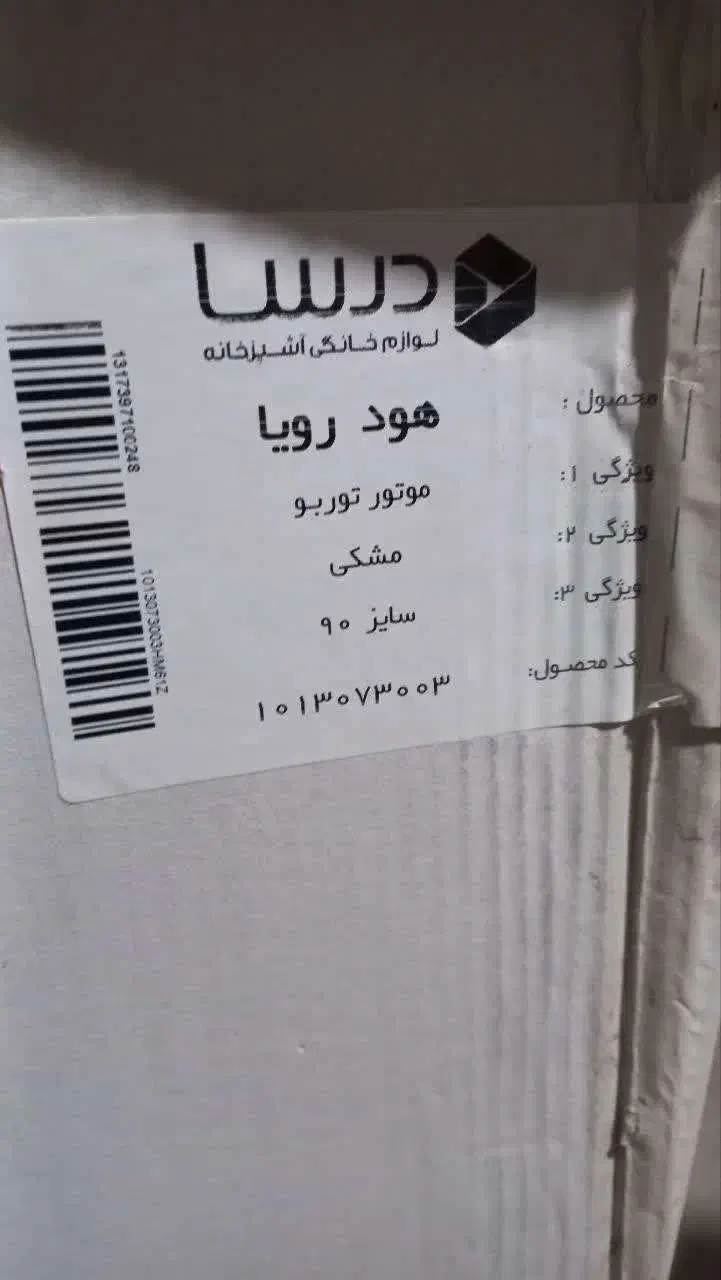 درسا
لوازم خانگی آشپزخانه
محصول : هود رویا
ویژگی ۱: موتور توربو
ویژگی ۲: مشکی
ویژگی ۳: سایز ۹۰
کد محصول: ۱۰۱۳۰۷۳۰۰۳
1317397100248
1013073003HM61Z